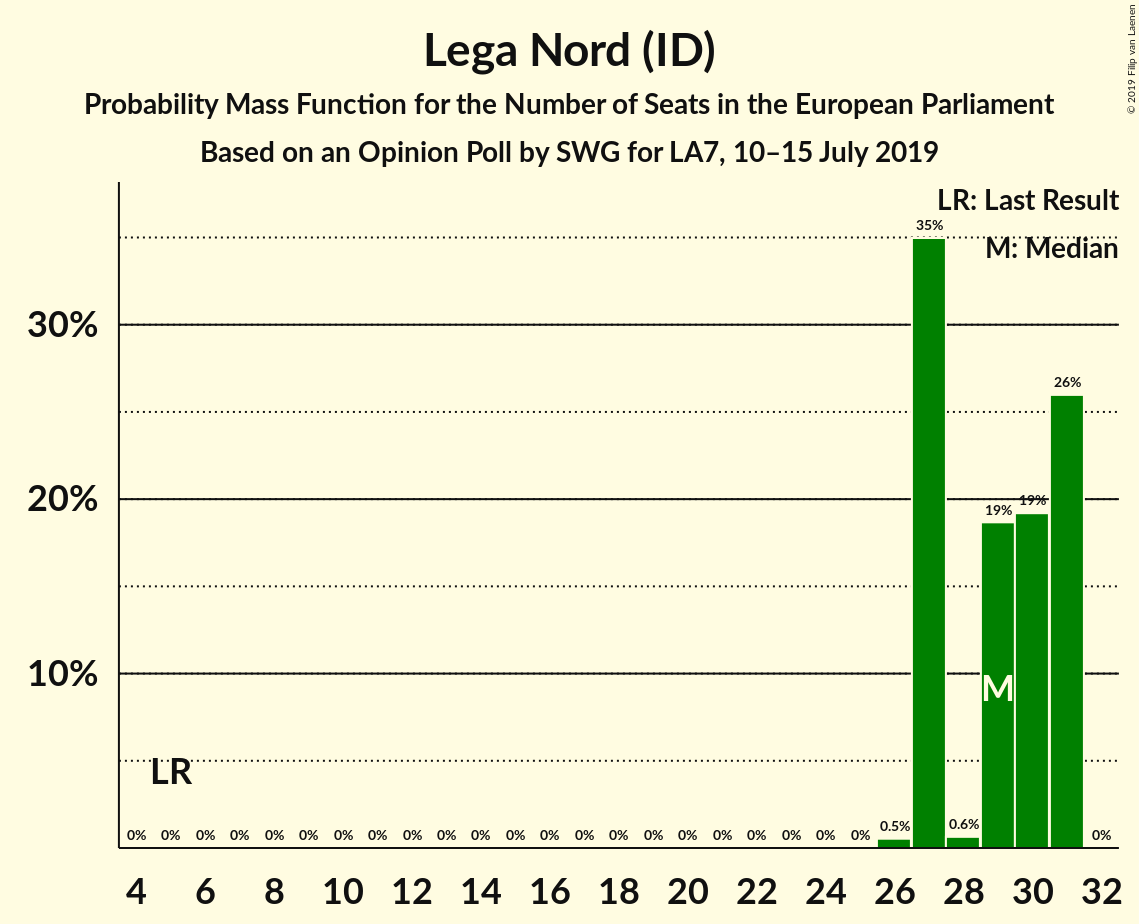 Lega Nord (ID)
Probability Mass Function for the Number of Seats in the European Parliament
Based on an Opinion Poll by SWG for LA7, 10–15 July 2019
© 2019 Filip van Laenen
LR: Last Result
M: Median
35%
30%
26%
20%
19%
19%
10%
M
LR
0% 0% 0% 0% 0% 0% 0% 0% 0% 0% 0% 0% 0% 0% 0% 0% 0% 0% 0% 0% 0% 0% 0.5% 0.6% 0%
4 6 8 10 12 14 16 18 20 22 24 26 28 30 32